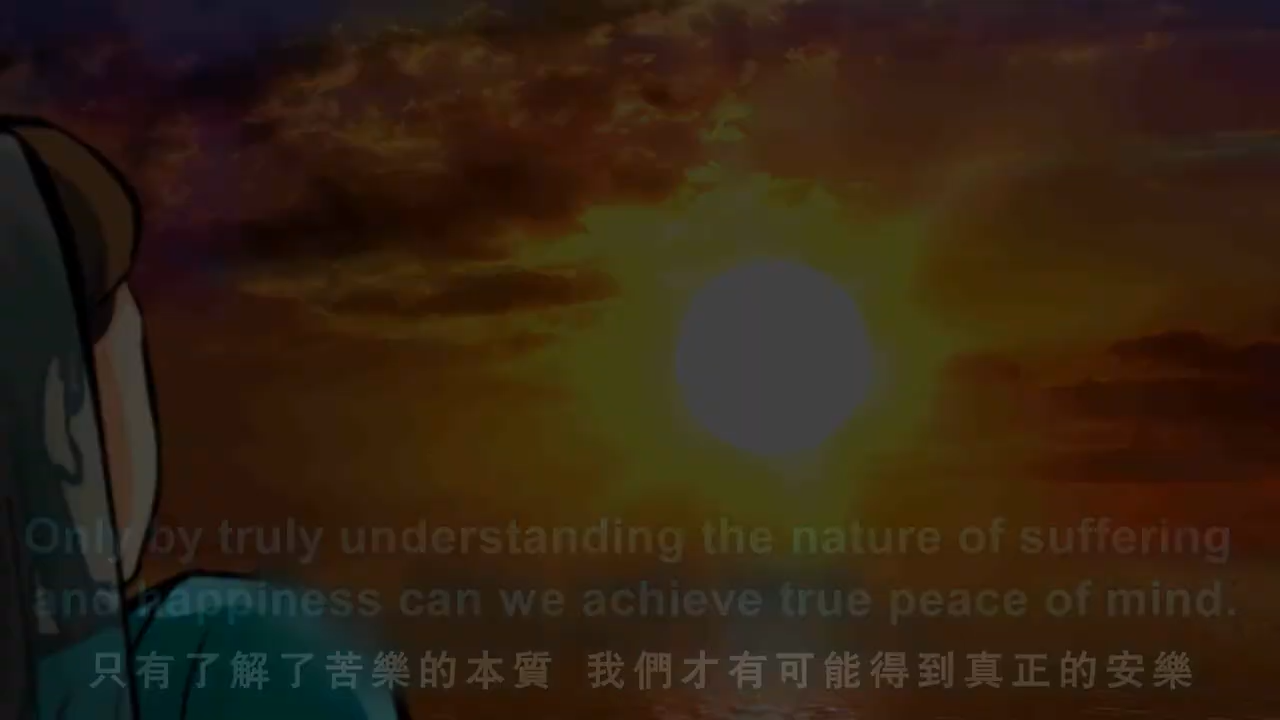 Only by truly understanding the nature of suffering
and happiness can we achieve true peace of mind.
只有了解了苦樂的本質 我們才有可能得到真正的安樂